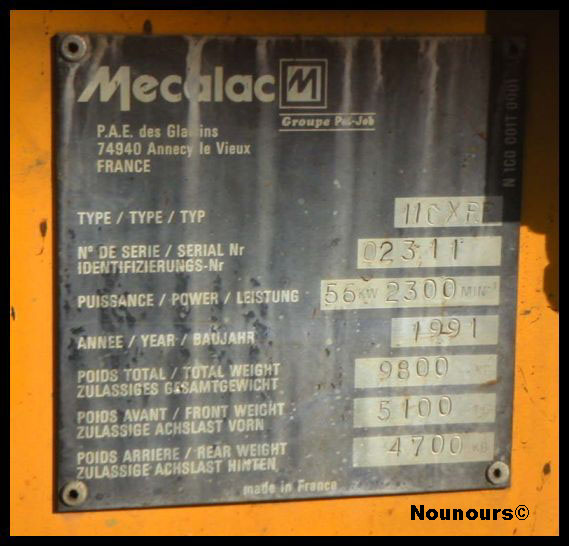 Mecalac M
Groupe Pel-Job
P.A.E. des Glaisins
74940 Annecy le Vieux
FRANCE
TYPE / TYPE / TYP
N° DE SERIE / SERIAL Nr 02311
IDENTIFIZIERUNGS-Nr
PUISSANCE / POWER / LEISTUNG 56 KW 2300 MIN⁻¹
ANNEE / YEAR / BAUJAHR 1991
POIDS TOTAL / TOTAL WEIGHT 9800 KG
ZULASSIGES GESAMTGEWICHT
POIDS AVANT / FRONT WEIGHT 5100 KG
ZULASSIGE ACHSLAST VORN
POIDS ARRIERE / REAR WEIGHT 4700 KG
ZULASSIGE ACHSLAST HINTEN
made in France
Nounours©